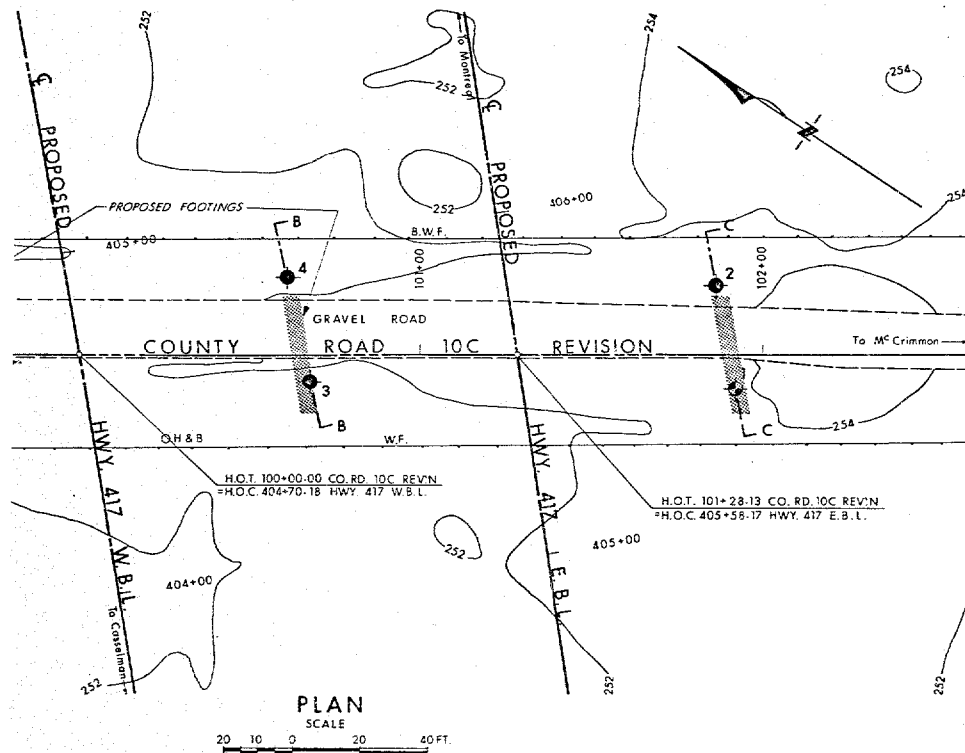 252
254
To Montreal
252
254
℄ PROPOSED
℄ PROPOSED
N
252
PROPOSED FOOTINGS
B
406+00
254
405+00
B.W.F.
C
101+00
102+00
4
2
GRAVEL ROAD
COUNTY ROAD 10C REVISION
To McCrimmon
3
B
C
254
O.H & B
W.F.
H.O.T. 100+00·00 CO. RD. 10C REV'N
=H.O.C. 404+70·18 HWY. 417 W.B.L.
H.O.T. 101+28·13 CO. RD. 10C REV'N
=H.O.C. 405+58·17 HWY. 417 E.B.L.
HWY. 417 W.B.L.
HWY. 417 E.B.L.
252
405+00
404+00
To Casselman
252
252
252
PLAN
SCALE
20 10 0 20 40 FT.